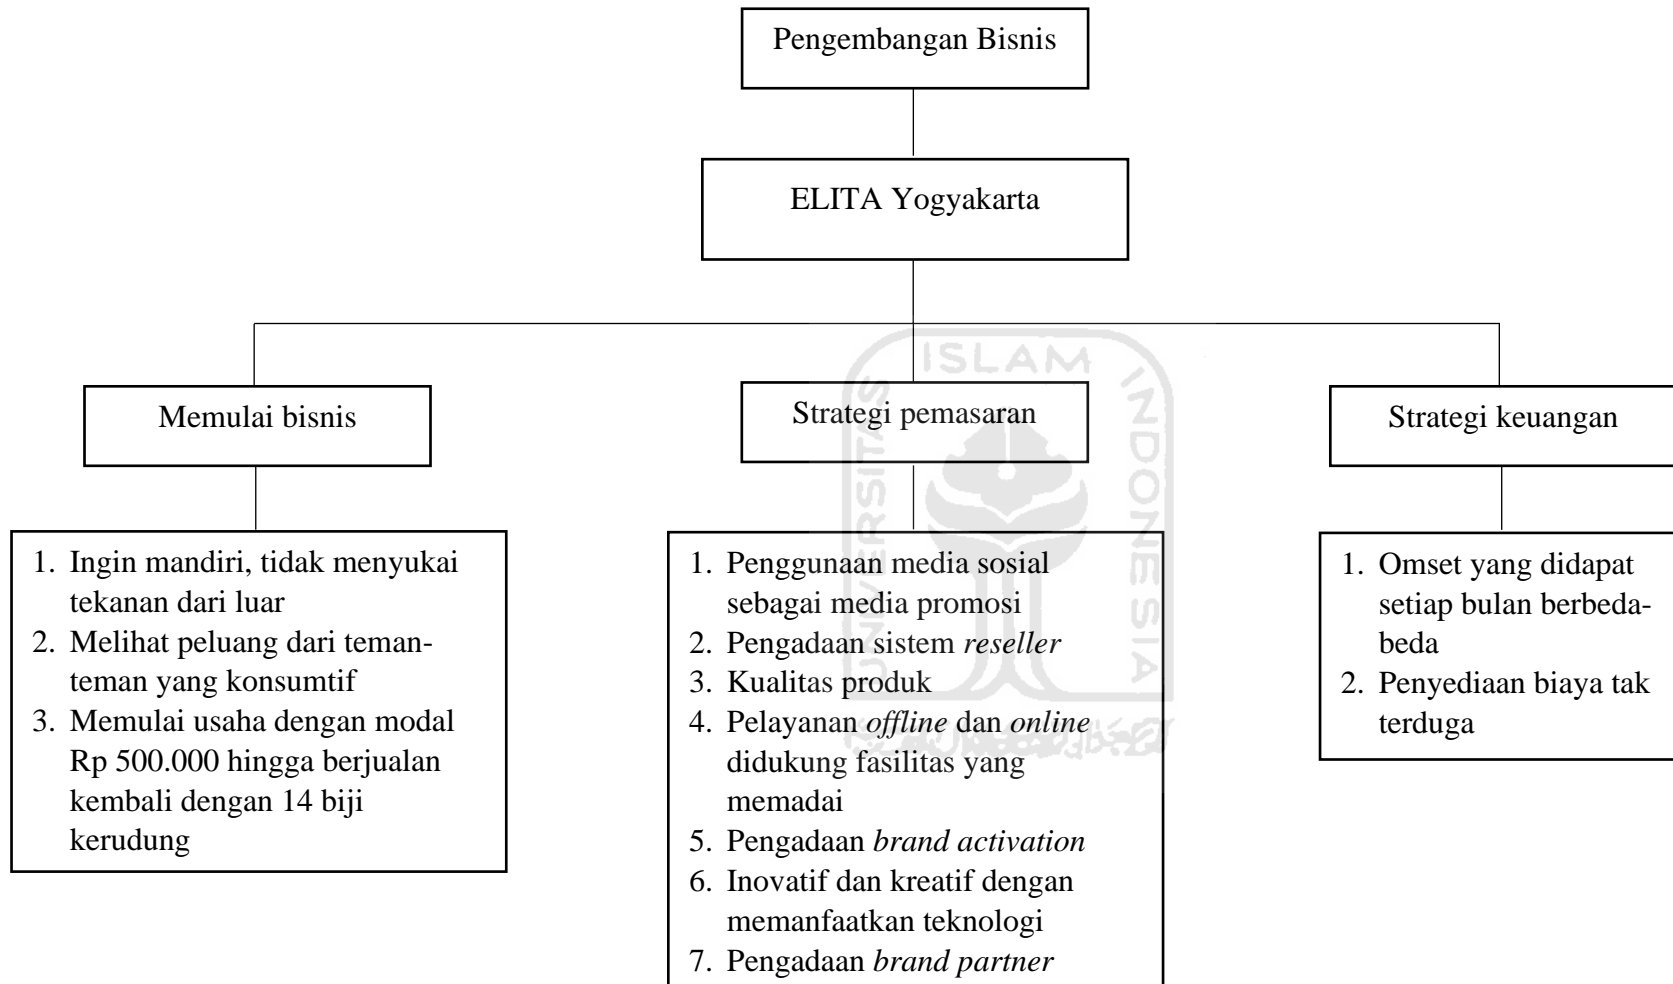 Pengembangan Bisnis
ELITA Yogyakarta
Memulai bisnis
Strategi pemasaran
Strategi keuangan
1. Ingin mandiri, tidak menyukai
tekanan dari luar
2. Melihat peluang dari teman-
teman yang konsumtif
3. Memulai usaha dengan modal
Rp 500.000 hingga berjualan
kembali dengan 14 biji
kerudung
1. Penggunaan media sosial
sebagai media promosi
2. Pengadaan sistem reseller
3. Kualitas produk
4. Pelayanan offline dan online
didukung fasilitas yang
memadai
5. Pengadaan brand activation
6. Inovatif dan kreatif dengan
memanfaatkan teknologi
7. Pengadaan brand partner
1. Omset yang didapat
setiap bulan berbeda-
beda
2. Penyediaan biaya tak
terduga
UNIVERSITAS
ISLAM
INDONESIA